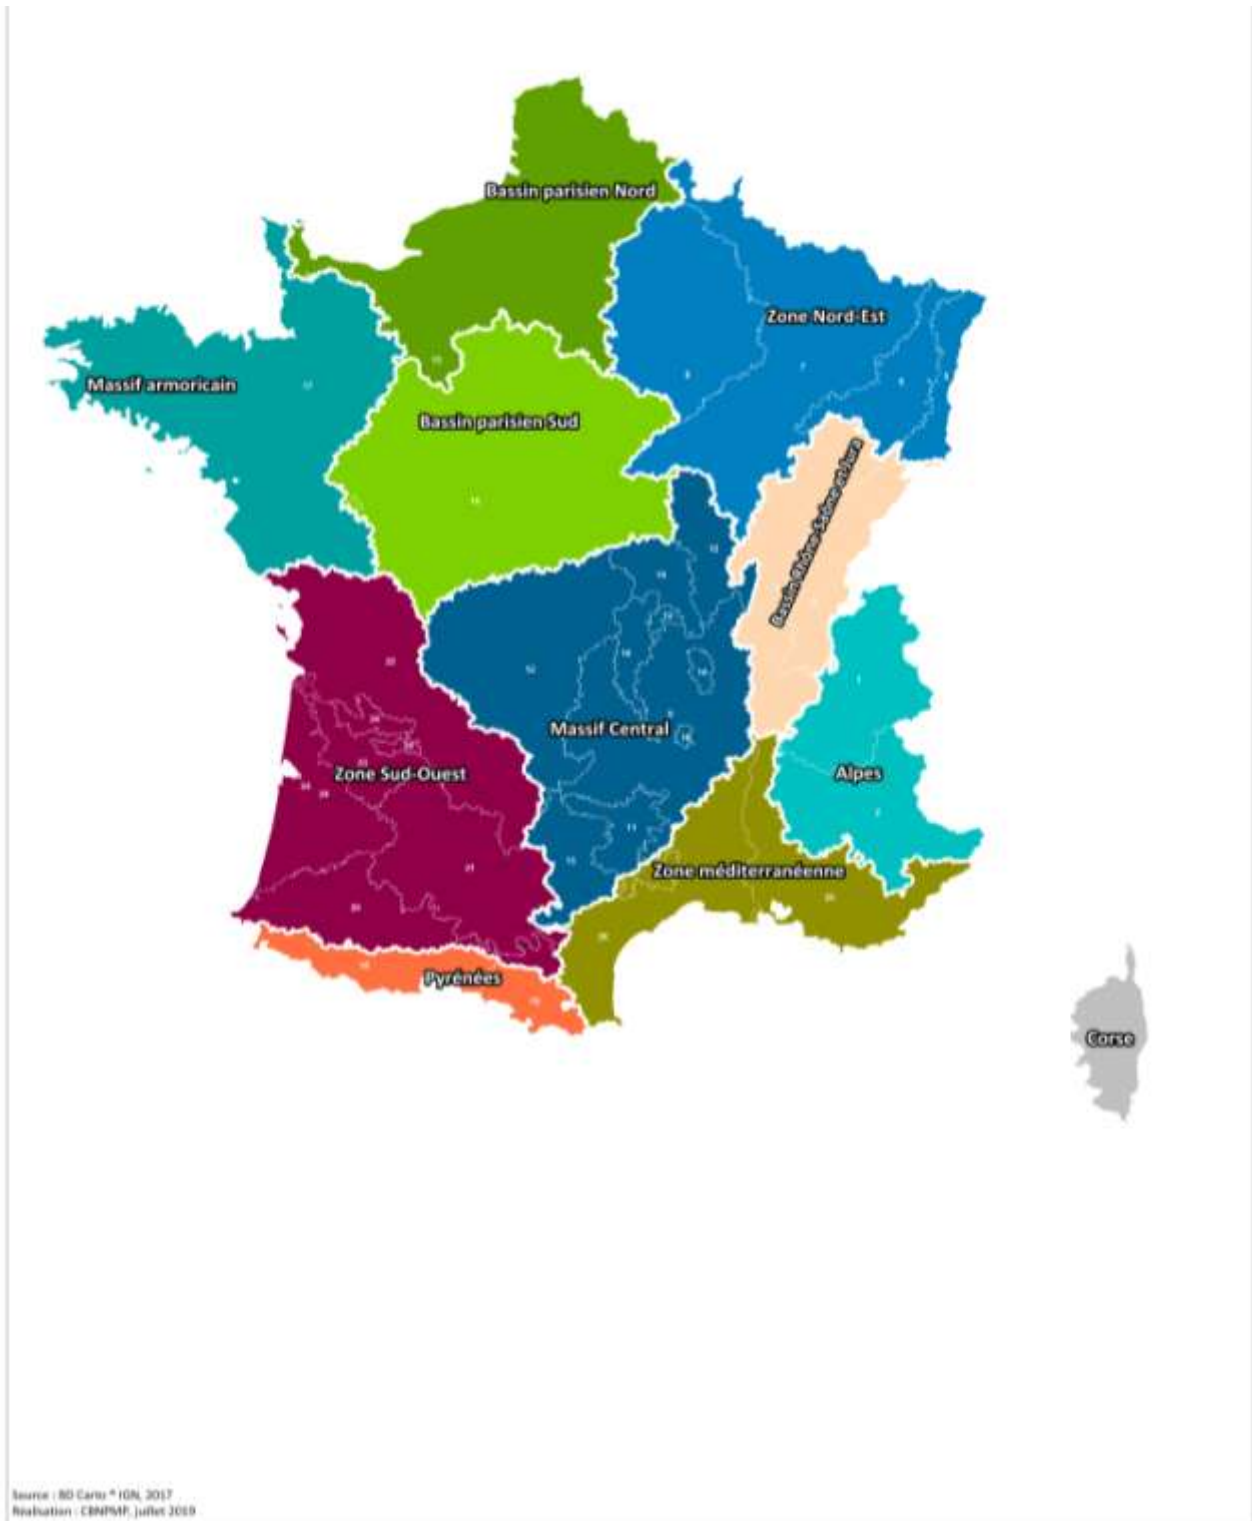 Bassin parisien Nord
Zone Nord-Est
Massif armoricain
Bassin parisien Sud
Bassin Rhône-Saône et Jura
Massif Central
Alpes
Zone Sud-Ouest
Zone méditerranéenne
Pyrénées
Corse
Source : BD Carto ® IGN, 2017
Réalisation : CBNPMP, juillet 2019